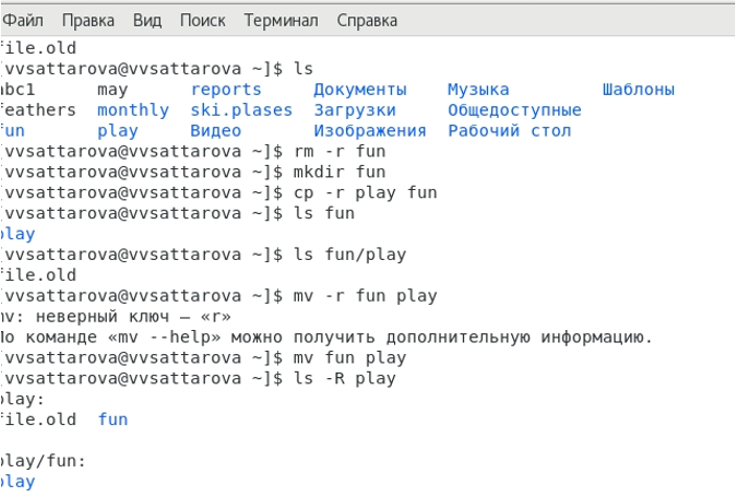 Файл Правка Вид Поиск Терминал Справка
file.old
[vvsattarova@vvsattarova ~]$ ls
abc1 may reports Документы Музыка Шаблоны
feathers monthly ski.plases Загрузки Общедоступные
fun play Видео Изображения Рабочий стол
[vvsattarova@vvsattarova ~]$ rm -r fun
[vvsattarova@vvsattarova ~]$ mkdir fun
[vvsattarova@vvsattarova ~]$ cp -r play fun
[vvsattarova@vvsattarova ~]$ ls fun
play
[vvsattarova@vvsattarova ~]$ ls fun/play
file.old
[vvsattarova@vvsattarova ~]$ mv -r fun play
mv: неверный ключ — «r»
По команде «mv --help» можно получить дополнительную информацию.
[vvsattarova@vvsattarova ~]$ mv fun play
[vvsattarova@vvsattarova ~]$ ls -R play
play:
file.old fun
play/fun:
play